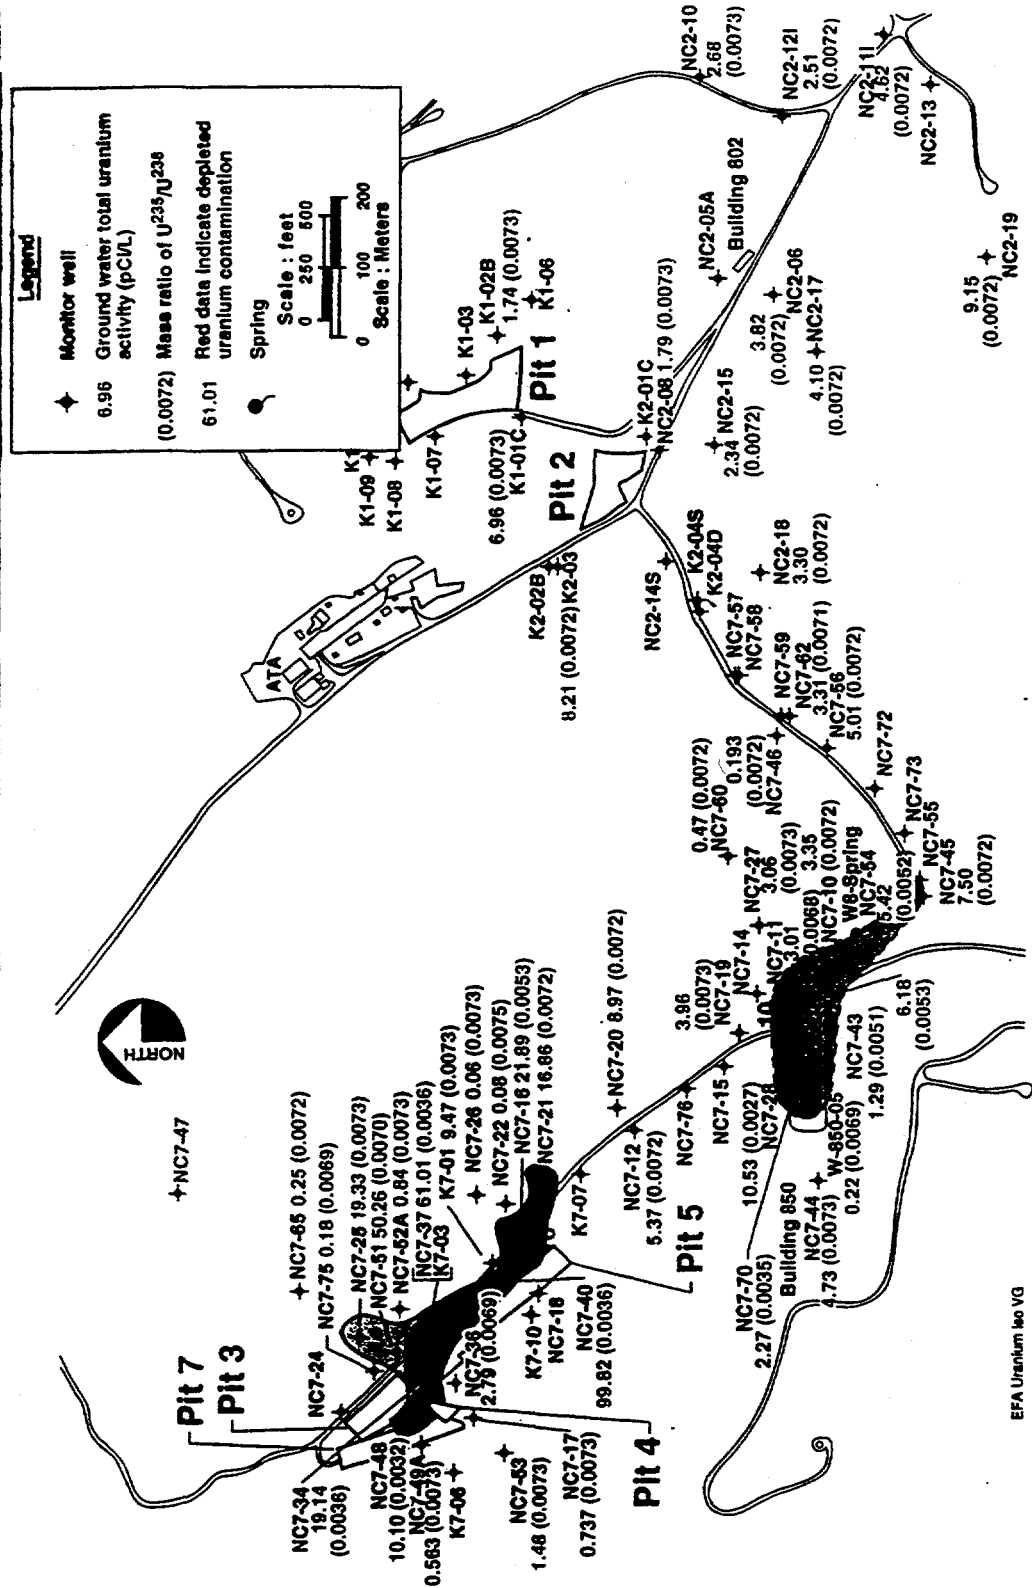 Legend
Monitor well
6.96 Ground water total uranium
activity (pCi/L)
(0.0072) Mass ratio of U235/U238
61.01 Red data indicate depleted
uranium contamination
Spring
Scale : feet
0 250 500
0 100 200
Scale : Meters
NORTH
NC7-47
NC7-65 0.25 (0.0072)
NC7-75 0.18 (0.0069)
NC7-25 19.33 (0.0073)
NC7-51 50.26 (0.0070)
NC7-52A 0.84 (0.0073)
NC7-37 61.01 (0.0036)
K7-03
K7-01 9.47 (0.0073)
NC7-26 0.06 (0.0073)
NC7-22 0.08 (0.0075)
NC7-16 21.89 (0.0053)
NC7-21 16.86 (0.0072)
Pit 7
Pit 3
NC7-24
NC7-34
19.14
(0.0036)
NC7-48
10.10 (0.0032)
NC7-49A
0.563 (0.0073)
K7-06
NC7-53
1.48 (0.0073)
NC7-17
0.737 (0.0073)
Pit 4
NC7-36
2.79 (0.0069)
K7-10
NC7-18
NC7-40
99.82 (0.0036)
Pit 5
K7-07
NC7-20 8.97 (0.0072)
NC7-12
5.37 (0.0072)
NC7-76
NC7-15
3.96
(0.0073)
NC7-19
NC7-14
NC7-11
3.01
0.0068)
10
NC7-27
3.06
(0.0073)
3.35
NC7-10 (0.0072)
W8-Spring
NC7-54
5.42
(0.0052)
10.53 (0.0027)
NC7-28
NC7-70
2.27 (0.0035)
Building 850
NC7-44
4.73 (0.0073)
W-850-05
0.22 (0.0069)
NC7-43
1.29 (0.0051)
6.18
(0.0053)
NC7-55
NC7-45
7.50
(0.0072)
NC7-73
NC7-72
0.47 (0.0072)
NC7-60
0.193
(0.0072)
NC7-46
NC7-59
NC7-62
3.31 (0.0071)
NC7-56
5.01 (0.0072)
NC7-57
NC7-58
K2-04S
K2-04D
NC2-14S
NC2-18
3.30
(0.0072)
ATA
K2-02B
8.21 (0.0072) K2-03
Pit 2
K2-01C
NC2-08 1.79 (0.0073)
NC2-15
2.34
(0.0072)
K1
K1-09
K1-08
K1-07
6.96 (0.0073)
K1-01C
Pit 1
K1-03
K1-02B
1.74 (0.0073)
K1-06
NC2-05A
Building 802
3.82
(0.0072)
NC2-06
4.10 NC2-17
(0.0072)
NC2-10
2.68
(0.0073)
NC2-12I
2.51
(0.0072)
NC2-11I
4.62
(0.0072)
NC2-13
9.15
(0.0072)
NC2-19
EFA Uranium Iso VG